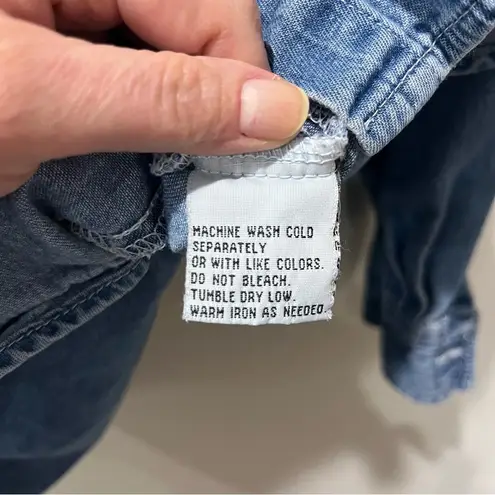 MACHINE WASH COLD
SEPARATELY
OR WITH LIKE COLORS.
DO NOT BLEACH.
TUMBLE DRY LOW.
WARM IRON AS NEEDED.